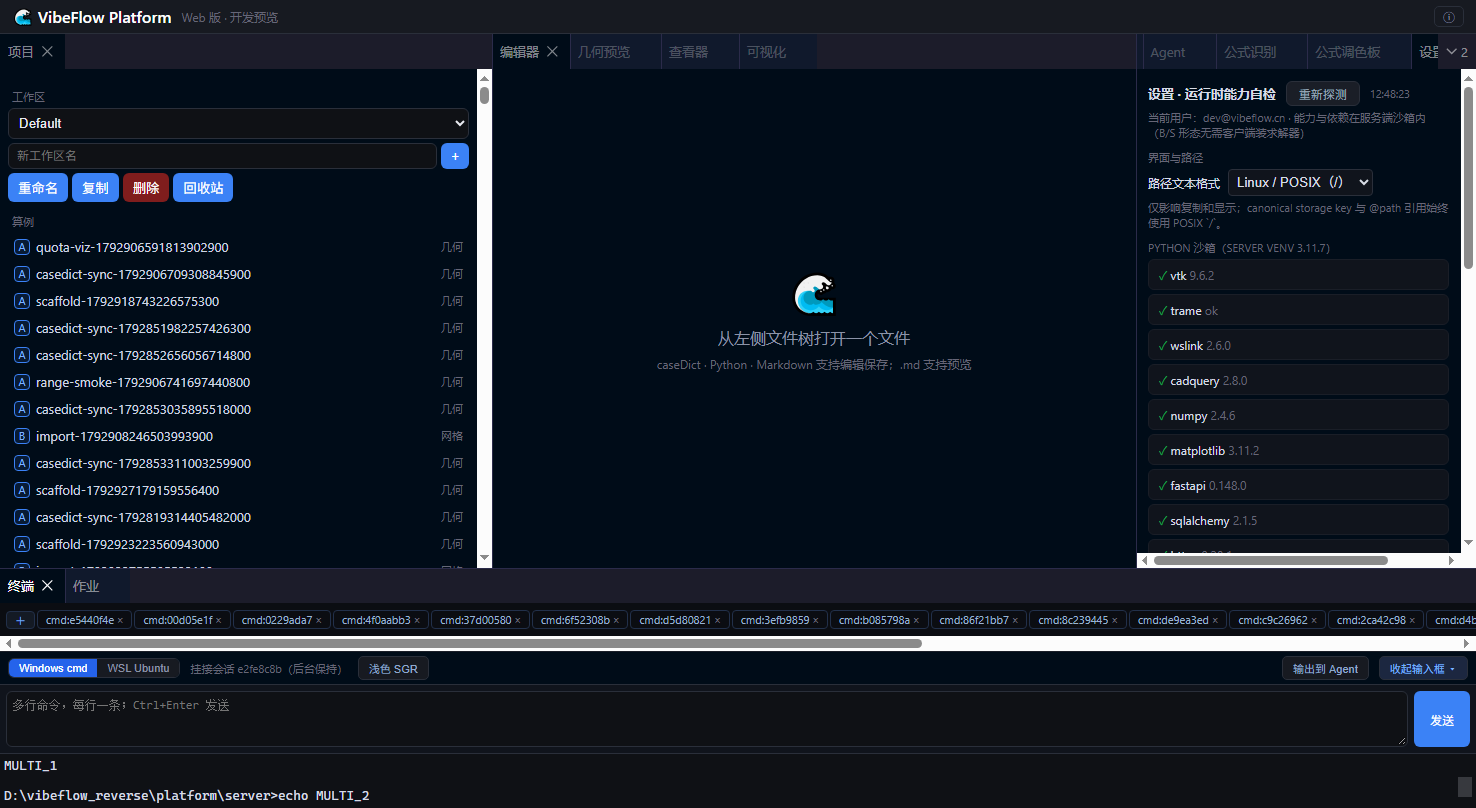 VibeFlow Platform Web 版 · 开发预览
项目
工作区
Default
新工作区名 +
重命名 复制 删除 回收站
算例
A quota-viz-1792906591813902900 几何
A casedict-sync-1792906709308845900 几何
A scaffold-1792918743226575300 几何
A casedict-sync-1792851982257426300 几何
A casedict-sync-1792852656056714800 几何
A range-smoke-1792906741697440800 几何
A casedict-sync-1792853035895518000 几何
B import-1792908246503993900 网格
A casedict-sync-1792853311003259900 几何
A scaffold-1792927179159556400 几何
A casedict-sync-1792819314405482000 几何
A scaffold-1792923223560943000 几何
编辑器 几何预览 查看器 可视化
从左侧文件树打开一个文件
caseDict · Python · Markdown 支持编辑保存；.md 支持预览
Agent 公式识别 公式调色板 设置 2
设置 · 运行时能力自检 重新探测 12:48:23
当前用户：dev@vibeflow.cn · 能力与依赖在服务端沙箱内
（B/S 形态无需客户端装求解器）
界面与路径
路径文本格式 Linux / POSIX（/）
仅影响复制和显示；canonical storage key 与 @path 引用始终
使用 POSIX `/`。
PYTHON 沙箱（SERVER VENV 3.11.7）
✓ vtk 9.6.2
✓ trame ok
✓ wslink 2.6.0
✓ cadquery 2.8.0
✓ numpy 2.4.6
✓ matplotlib 3.11.2
✓ fastapi 0.148.0
✓ sqlalchemy 2.1.5
终端 作业
+ cmd:e5440f4e × cmd:00d05e1f × cmd:0229ada7 × cmd:4f0aabb3 × cmd:37d00580 × cmd:6f52308b × cmd:d5d80821 × cmd:3efb9859 × cmd:b085798a × cmd:86f21bb7 × cmd:8c239445 × cmd:de9ea3ed × cmd:c9c26962 × cmd:2ca42c98 × cmd:d4b
Windows cmd WSL Ubuntu 挂接会话 e2fe8c8b（后台保持） 浅色 SGR 输出到 Agent 收起输入框
多行命令，每行一条；Ctrl+Enter 发送
发送
MULTI_1
D:\vibeflow_reverse\platform\server>echo MULTI_2